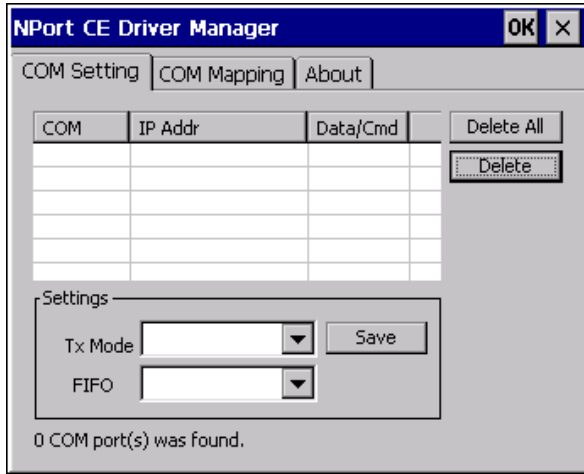 NPort CE Driver Manager OK ×
COM Setting COM Mapping About
COM IP Addr Data/Cmd Delete All
Delete
Settings
Tx Mode Save
FIFO
0 COM port(s) was found.